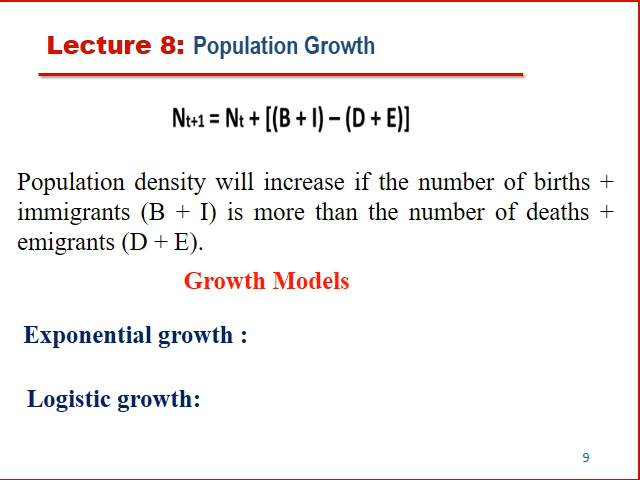 Lecture 8: Population Growth
Nt+1 = Nt + [(B + I) – (D + E)]
Population density will increase if the number of births +
immigrants (B + I) is more than the number of deaths +
emigrants (D + E).
Growth Models
Exponential growth :
Logistic growth:
9